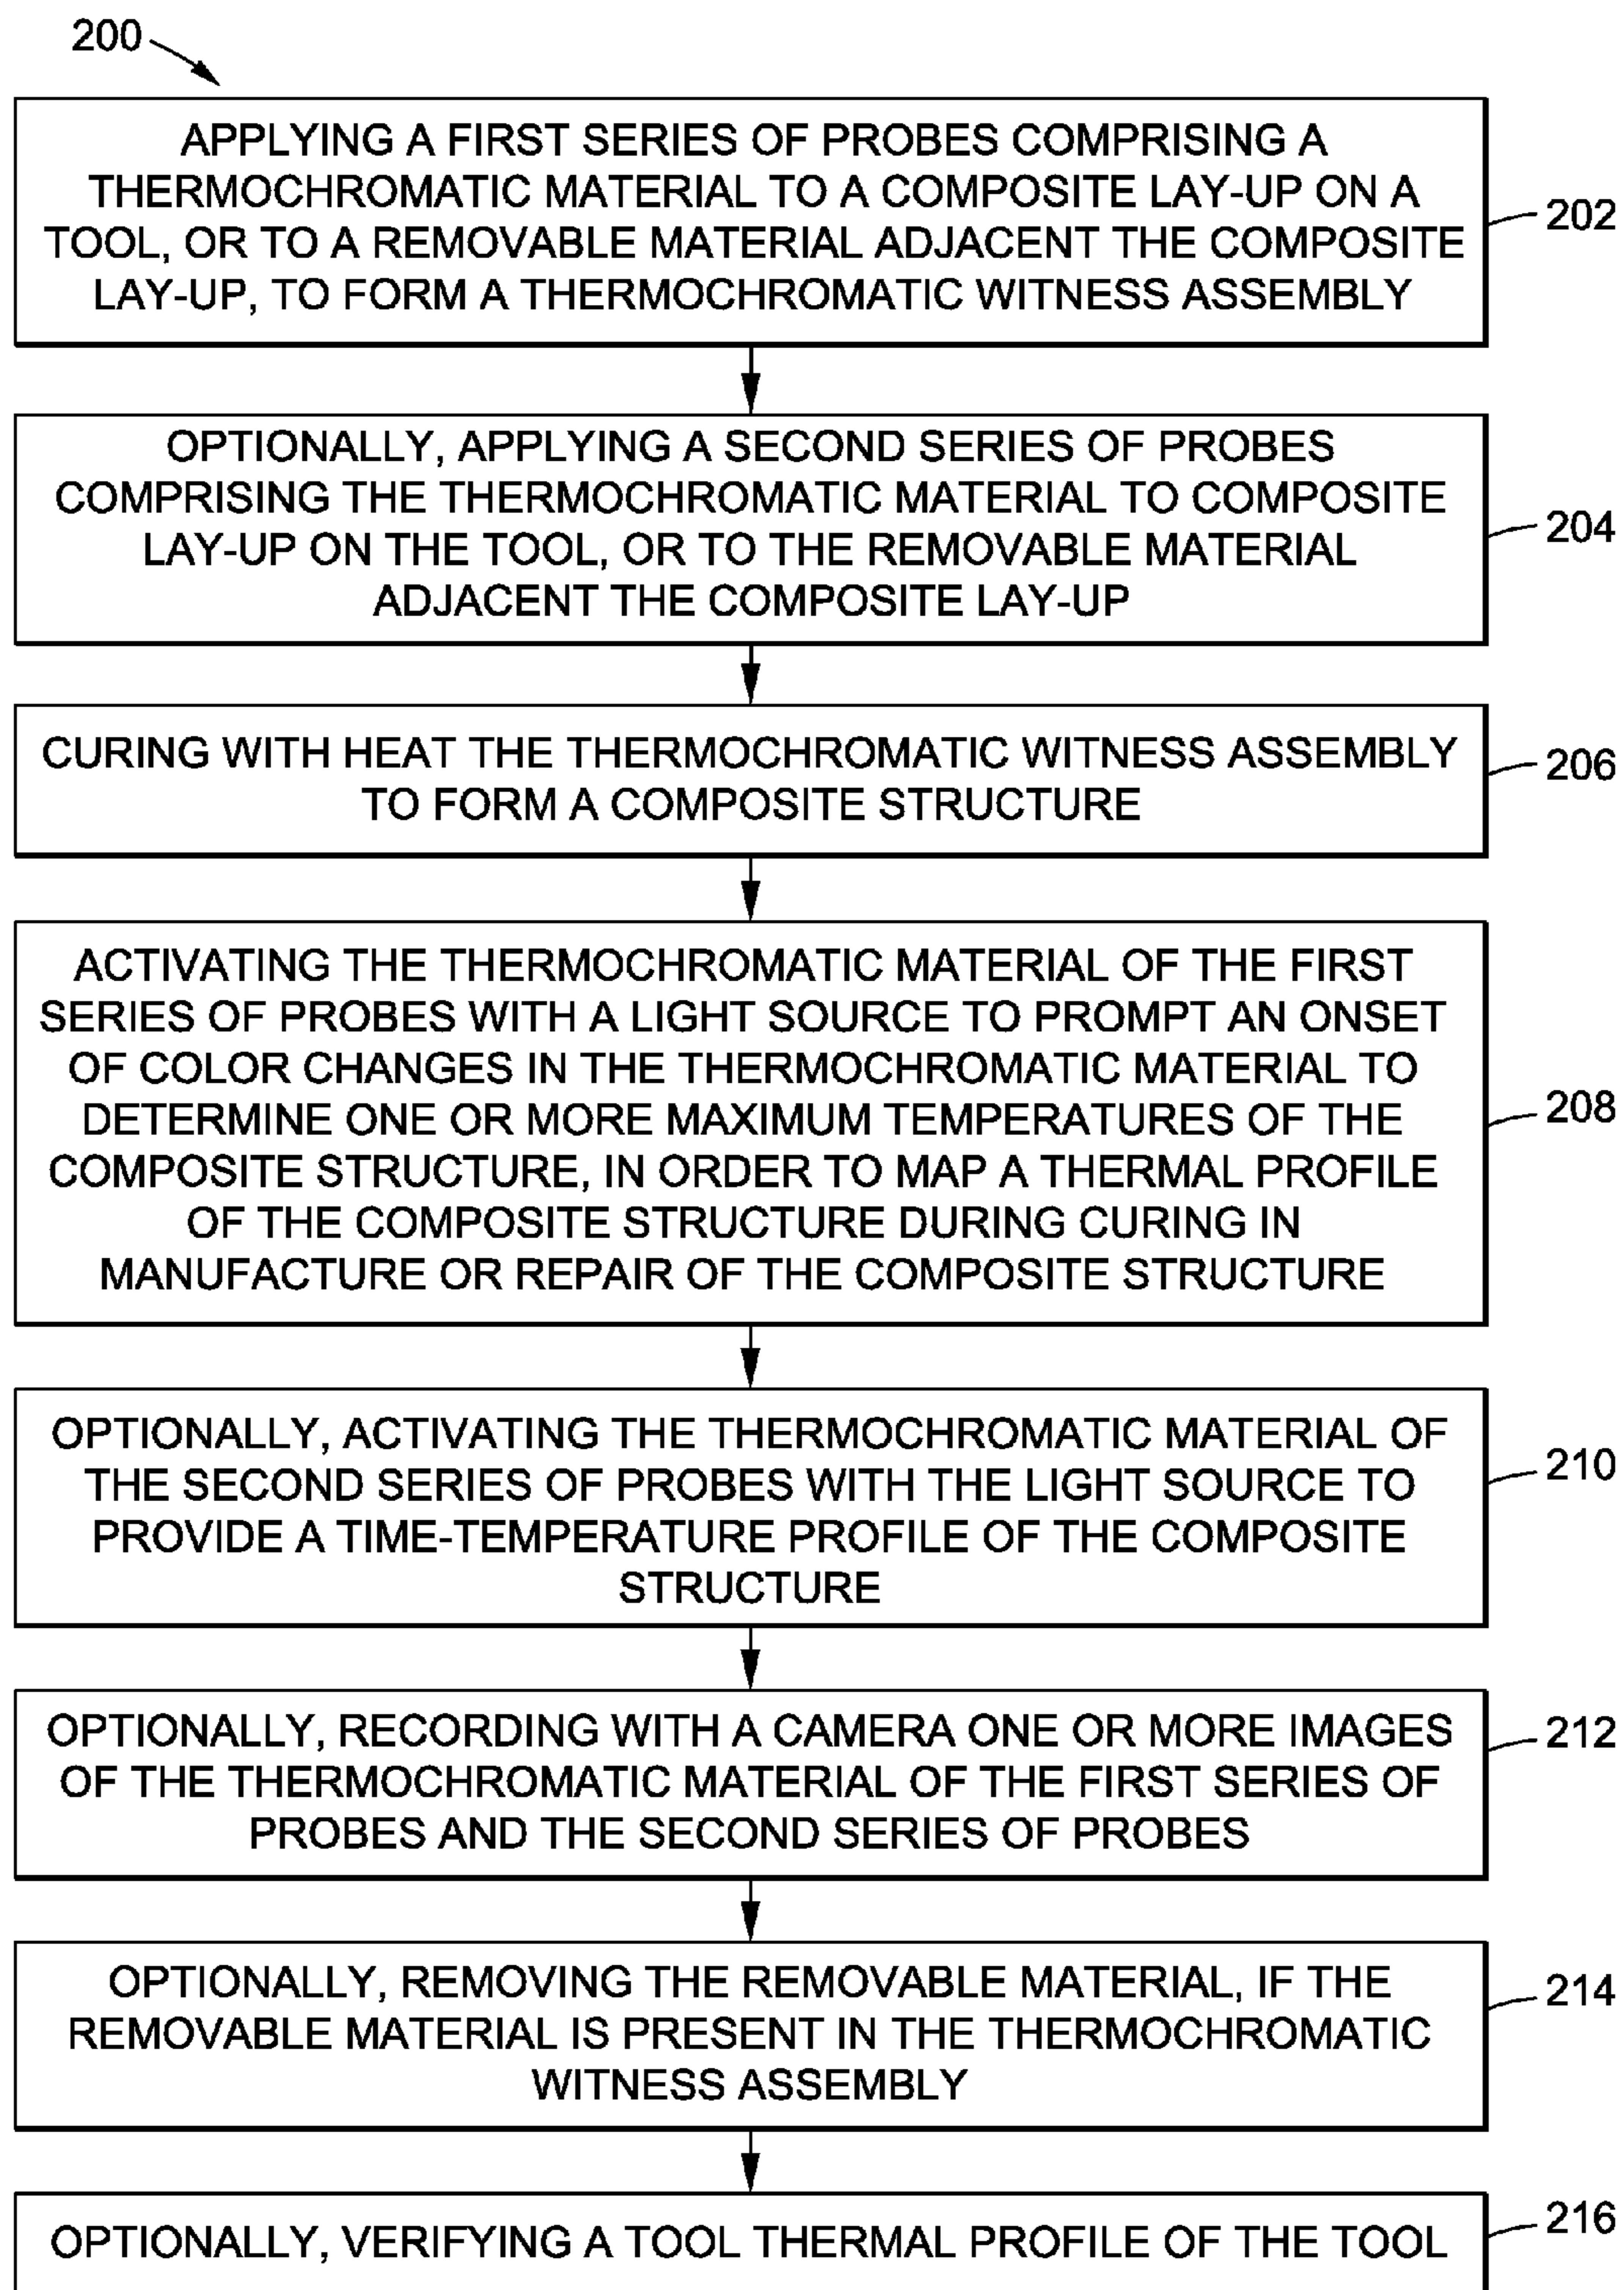 200
APPLYING A FIRST SERIES OF PROBES COMPRISING A
THERMOCHROMATIC MATERIAL TO A COMPOSITE LAY-UP ON A
TOOL, OR TO A REMOVABLE MATERIAL ADJACENT THE COMPOSITE
LAY-UP, TO FORM A THERMOCHROMATIC WITNESS ASSEMBLY
202
OPTIONALLY, APPLYING A SECOND SERIES OF PROBES
COMPRISING THE THERMOCHROMATIC MATERIAL TO COMPOSITE
LAY-UP ON THE TOOL, OR TO THE REMOVABLE MATERIAL
ADJACENT THE COMPOSITE LAY-UP
204
CURING WITH HEAT THE THERMOCHROMATIC WITNESS ASSEMBLY
TO FORM A COMPOSITE STRUCTURE
206
ACTIVATING THE THERMOCHROMATIC MATERIAL OF THE FIRST
SERIES OF PROBES WITH A LIGHT SOURCE TO PROMPT AN ONSET
OF COLOR CHANGES IN THE THERMOCHROMATIC MATERIAL TO
DETERMINE ONE OR MORE MAXIMUM TEMPERATURES OF THE
COMPOSITE STRUCTURE, IN ORDER TO MAP A THERMAL PROFILE
OF THE COMPOSITE STRUCTURE DURING CURING IN
MANUFACTURE OR REPAIR OF THE COMPOSITE STRUCTURE
208
OPTIONALLY, ACTIVATING THE THERMOCHROMATIC MATERIAL OF
THE SECOND SERIES OF PROBES WITH THE LIGHT SOURCE TO
PROVIDE A TIME-TEMPERATURE PROFILE OF THE COMPOSITE
STRUCTURE
210
OPTIONALLY, RECORDING WITH A CAMERA ONE OR MORE IMAGES
OF THE THERMOCHROMATIC MATERIAL OF THE FIRST SERIES OF
PROBES AND THE SECOND SERIES OF PROBES
212
OPTIONALLY, REMOVING THE REMOVABLE MATERIAL, IF THE
REMOVABLE MATERIAL IS PRESENT IN THE THERMOCHROMATIC
WITNESS ASSEMBLY
214
OPTIONALLY, VERIFYING A TOOL THERMAL PROFILE OF THE TOOL
216